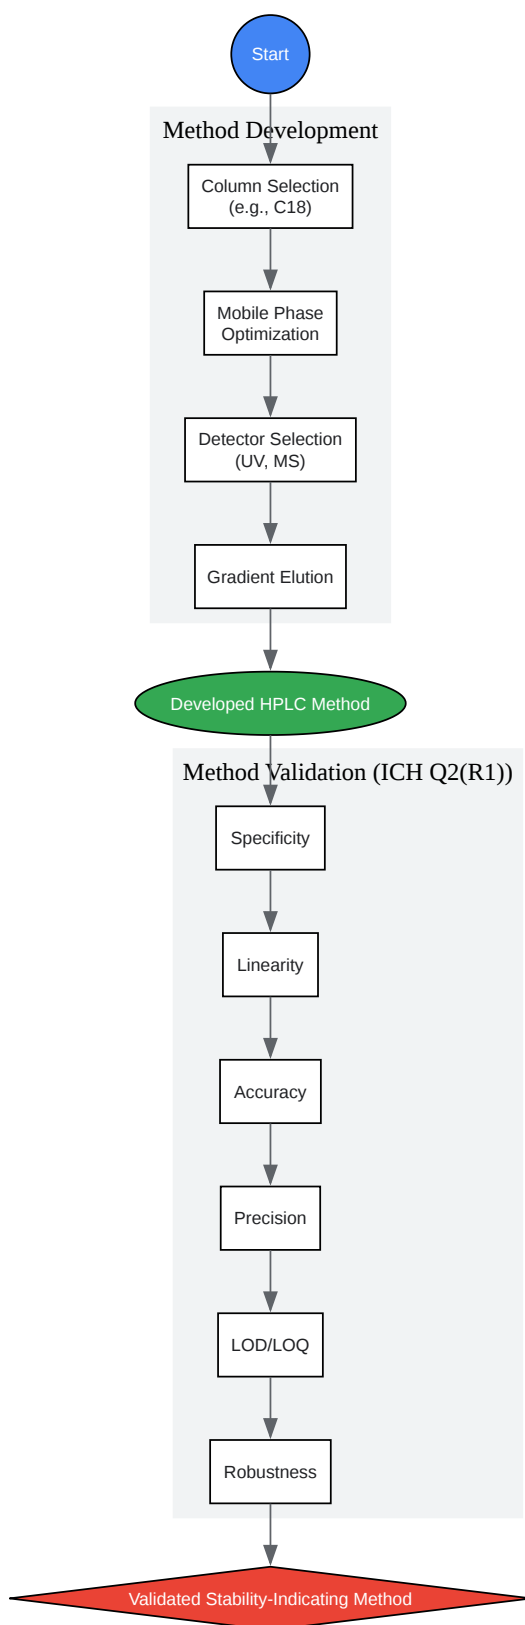 Start
Method Development
Column Selection
(e.g., C18)
Mobile Phase
Optimization
Detector Selection
(UV, MS)
Gradient Elution
Developed HPLC Method
Method Validation (ICH Q2(R1))
Specificity
Linearity
Accuracy
Precision
LOD/LOQ
Robustness
Validated Stability-Indicating Method